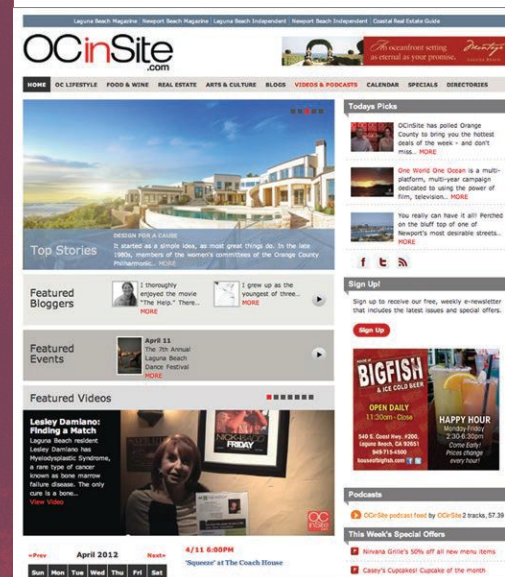 Laguna Beach Magazine | Newport Beach Magazine | Laguna Beach Independent | Newport Beach Independent | Coastal Real Estate Guide
OCinSite
.com
An oceanfront setting
as eternal as your promise.
Montage
LAGUNA BEACH
HOME OC LIFESTYLE FOOD & WINE REAL ESTATE ARTS & CULTURE BLOGS VIDEOS & PODCASTS CALENDAR SPECIALS DIRECTORIES
Top Stories
DESIGN FOR A CAUSE
It started as a simple idea, as most great things do. In the late
1980s, members of the women's committees of the Orange County
Philharmonic... MORE
Featured
Bloggers
I thoroughly
enjoyed the movie
"The Help." There...
MORE
I grew up as the
youngest of three...
MORE
Featured
Events
April 11
The 7th Annual
Laguna Beach
Dance Festival
MORE
Featured Videos
Lesley Damiano:
Finding a Match
Laguna Beach resident
Lesley Damiano has
Myelodysplastic Syndrome,
a rare type of cancer
known as bone marrow
failure disease. The only
cure is a bone...
View Video
FRIDAY
OC
«Prev April 2012 Next»
Sun Mon Tue Wed Thu Fri Sat
4/11 6:00PM
'Squeeze' at The Coach House
Todays Picks
OCinSite has polled Orange
County to bring you the hottest
deals of the week - and don't
miss... MORE
One World One Ocean is a multi-
platform, multi-year campaign
dedicated to using the power of
film, television... MORE
You really can have it all! Perched
on the bluff top of one of
Newport's most desirable streets..
MORE
Sign Up!
Sign up to receive our free, weekly e-newsletter
that includes the latest issues and special offers.
Sign Up
HOUSE OF
BIGFISH
& ICE COLD BEER
OPEN DAILY
11:30am - Close
540 S. Coast Hwy. #200,
Laguna Beach, CA 92651
949-715-4500
houseofbigfish.com
HAPPY HOUR
Monday-Friday
2:30-6:30pm
Come Early!
Prices change
every hour!
Podcasts
OCinSite podcast feed by OCinSite 2 tracks, 57.39
This Week's Special Offers
Nirvana Grille's 50% off all new menu items
Casey's Cupcakes! Cupcake of the month